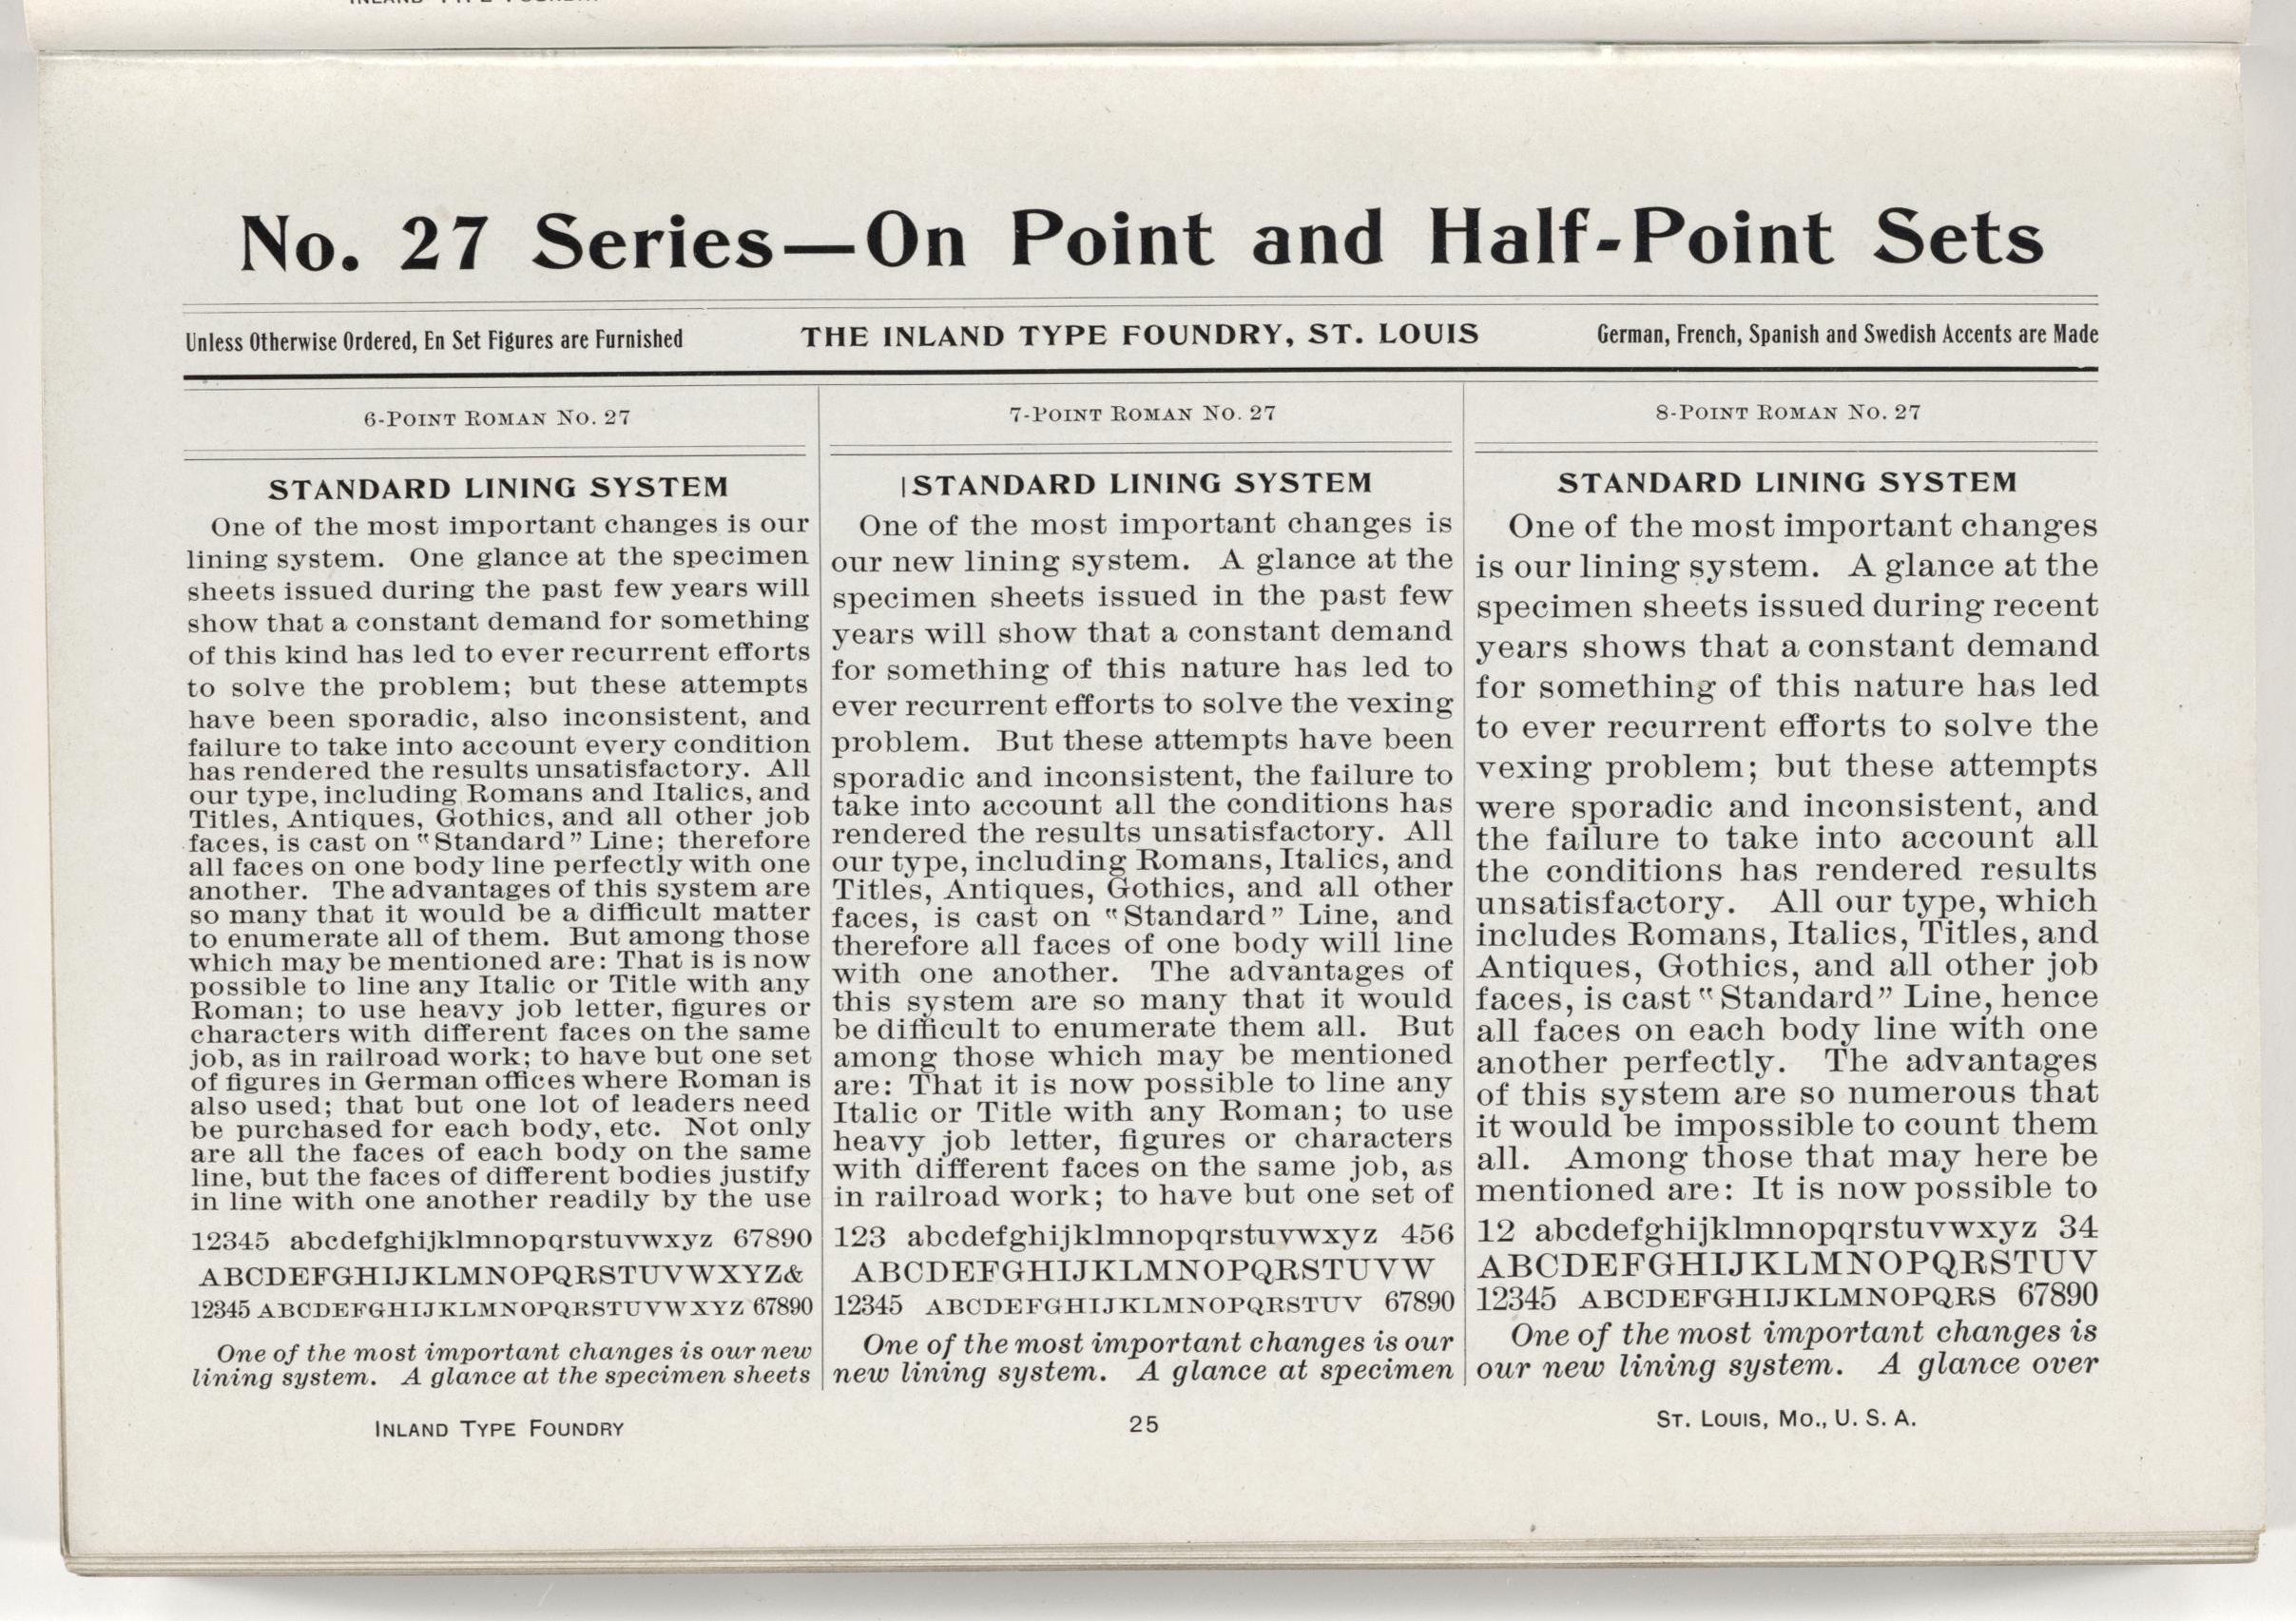 No. 27 Series—On Point and Half-Point Sets
Unless Otherwise Ordered, En Set Figures are Furnished
THE INLAND TYPE FOUNDRY, ST. LOUIS
German, French, Spanish and Swedish Accents are Made
6-POINT ROMAN NO. 27
STANDARD LINING SYSTEM
One of the most important changes is our
lining system. One glance at the specimen
sheets issued during the past few years will
show that a constant demand for something
of this kind has led to ever recurrent efforts
to solve the problem; but these attempts
have been sporadic, also inconsistent, and
failure to take into account every condition
has rendered the results unsatisfactory. All
our type, including Romans and Italics, and
Titles, Antiques, Gothics, and all other job
faces, is cast on “Standard” Line; therefore
all faces on one body line perfectly with one
another. The advantages of this system are
so many that it would be a difficult matter
to enumerate all of them. But among those
which may be mentioned are: That is is now
possible to line any Italic or Title with any
Roman; to use heavy job letter, figures or
characters with different faces on the same
job, as in railroad work; to have but one set
of figures in German offices where Roman is
also used; that but one lot of leaders need
be purchased for each body, etc. Not only
are all the faces of each body on the same
line, but the faces of different bodies justify
in line with one another readily by the use
12345 abcdefghijklmnopqrstuvwxyz 67890
ABCDEFGHIJKLMNOPQRSTUVWXYZ&
12345 ABCDEFGHIJKLMNOPQRSTUVWXYZ 67890
One of the most important changes is our new
lining system. A glance at the specimen sheets
7-POINT ROMAN NO. 27
STANDARD LINING SYSTEM
One of the most important changes is
our new lining system. A glance at the
specimen sheets issued in the past few
years will show that a constant demand
for something of this nature has led to
ever recurrent efforts to solve the vexing
problem. But these attempts have been
sporadic and inconsistent, the failure to
take into account all the conditions has
rendered the results unsatisfactory. All
our type, including Romans, Italics, and
Titles, Antiques, Gothics, and all other
faces, is cast on “Standard” Line, and
therefore all faces of one body will line
with one another. The advantages of
this system are so many that it would
be difficult to enumerate them all. But
among those which may be mentioned
are: That it is now possible to line any
Italic or Title with any Roman; to use
heavy job letter, figures or characters
with different faces on the same job, as
in railroad work; to have but one set of
123 abcdefghijklmnopqrstuvwxyz 456
ABCDEFGHIJKLMNOPQRSTUVW
12345 ABCDEFGHIJKLMNOPQRSTUV 67890
One of the most important changes is our
new lining system. A glance at specimen
8-POINT ROMAN NO. 27
STANDARD LINING SYSTEM
One of the most important changes
is our lining system. A glance at the
specimen sheets issued during recent
years shows that a constant demand
for something of this nature has led
to ever recurrent efforts to solve the
vexing problem; but these attempts
were sporadic and inconsistent, and
the failure to take into account all
the conditions has rendered results
unsatisfactory. All our type, which
includes Romans, Italics, Titles, and
Antiques, Gothics, and all other job
faces, is cast “Standard” Line, hence
all faces on each body line with one
another perfectly. The advantages
of this system are so numerous that
it would be impossible to count them
all. Among those that may here be
mentioned are: It is now possible to
12 abcdefghijklmnopqrstuvwxyz 34
ABCDEFGHIJKLMNOPQRSTUV
12345 ABCDEFGHIJKLMNOPQRS 67890
One of the most important changes is
our new lining system. A glance over
INLAND TYPE FOUNDRY
25
ST. LOUIS, MO., U. S. A.